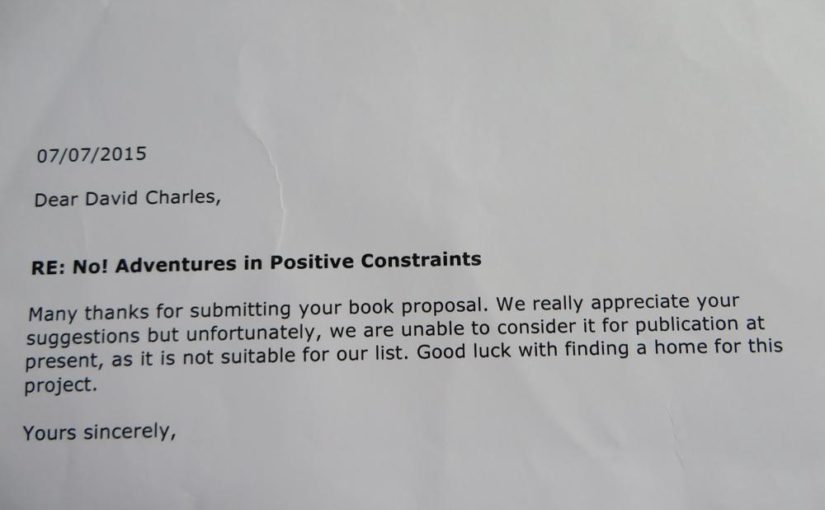 07/07/2015
Dear David Charles,
RE: No! Adventures in Positive Constraints
Many thanks for submitting your book proposal. We really appreciate your
suggestions but unfortunately, we are unable to consider it for publication at
present, as it is not suitable for our list. Good luck with finding a home for this
project.
Yours sincerely,